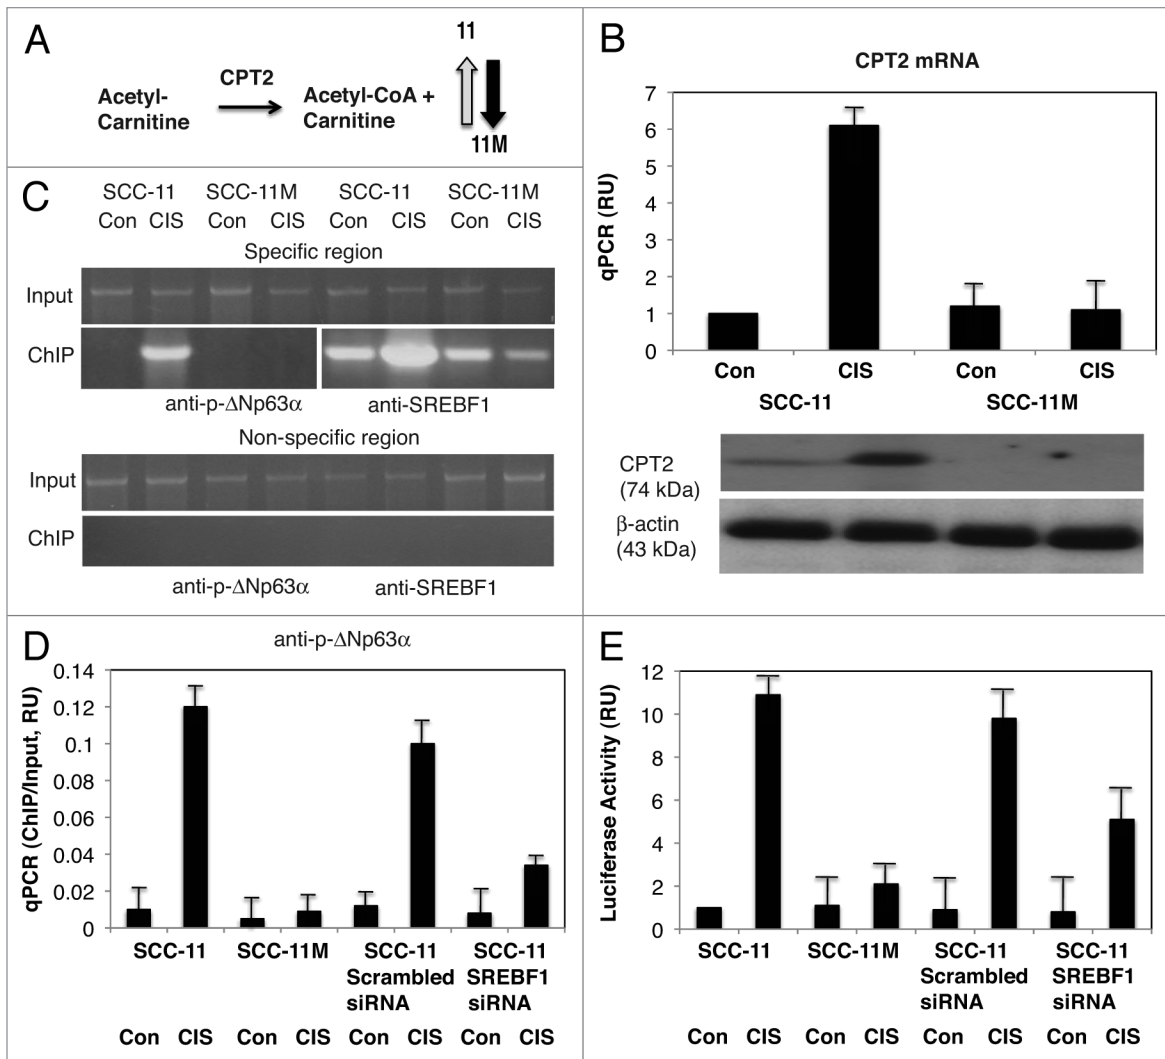 A
11
CPT2
Acetyl-
Carnitine
Acetyl-CoA +
Carnitine
11M
B
CPT2 mRNA
qPCR (RU)
7
6
5
4
3
2
1
0
Con CIS Con CIS
SCC-11 SCC-11M
CPT2
(74 kDa)
β-actin
(43 kDa)
C
SCC-11 SCC-11M SCC-11 SCC-11M
Con CIS Con CIS Con CIS Con CIS
Specific region
Input
ChIP
anti-p-ΔNp63α anti-SREBF1
Non-specific region
Input
ChIP
anti-p-ΔNp63α anti-SREBF1
D
anti-p-ΔNp63α
qPCR (ChIP/Input, RU)
0.14
0.12
0.1
0.08
0.06
0.04
0.02
0
SCC-11 SCC-11M SCC-11 SCC-11
Scrambled SREBF1
siRNA siRNA
Con CIS Con CIS Con CIS Con CIS
E
Luciferase Activity (RU)
12
10
8
6
4
2
0
SCC-11 SCC-11M SCC-11 SCC-11
Scrambled SREBF1
siRNA siRNA
Con CIS Con CIS Con CIS Con CIS